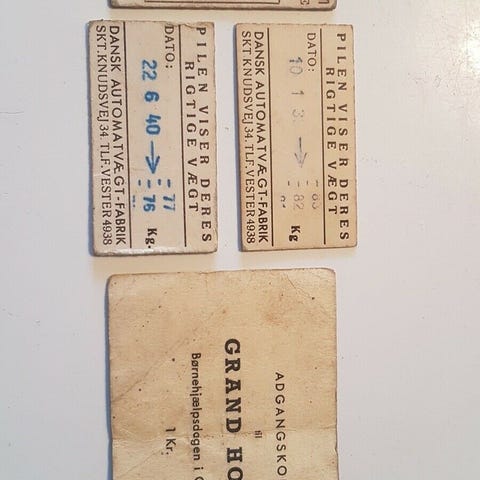 PILEN VISER DERES
RIGTIGE VÆGT
DATO:
22 6 40 → - 77
- 76 Kg.
DANSK AUTOMATVÆGT-FABRIK
SKT. KNUDSVEJ 34. TLF. VESTER 4938
PILEN VISER DERES
RIGTIGE VÆGT
DATO:
10 1 3 → - 83
- 82 Kg
DANSK AUTOMATVÆGT-FABRIK
SKT. KNUDSVEJ 34. TLF. VESTER 4938
ADGANGSKO
til
GRAND HO
Børnehjælpsdagen i
1 Kr.